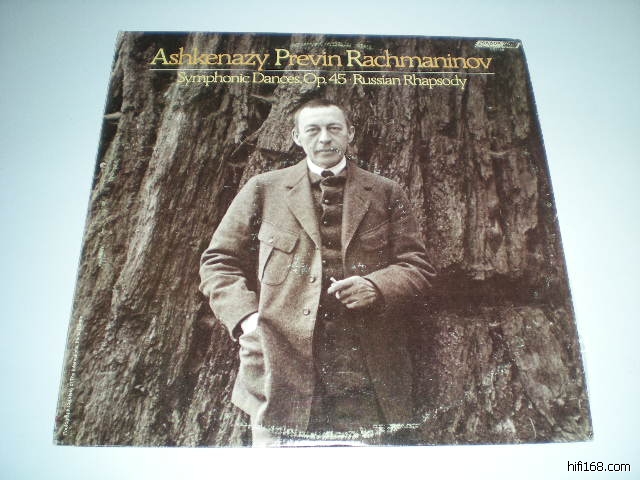 Ashkenazy Previn Rachmaninov
Symphonic Dances, Op. 45 · Russian Rhapsody
hifi168.com